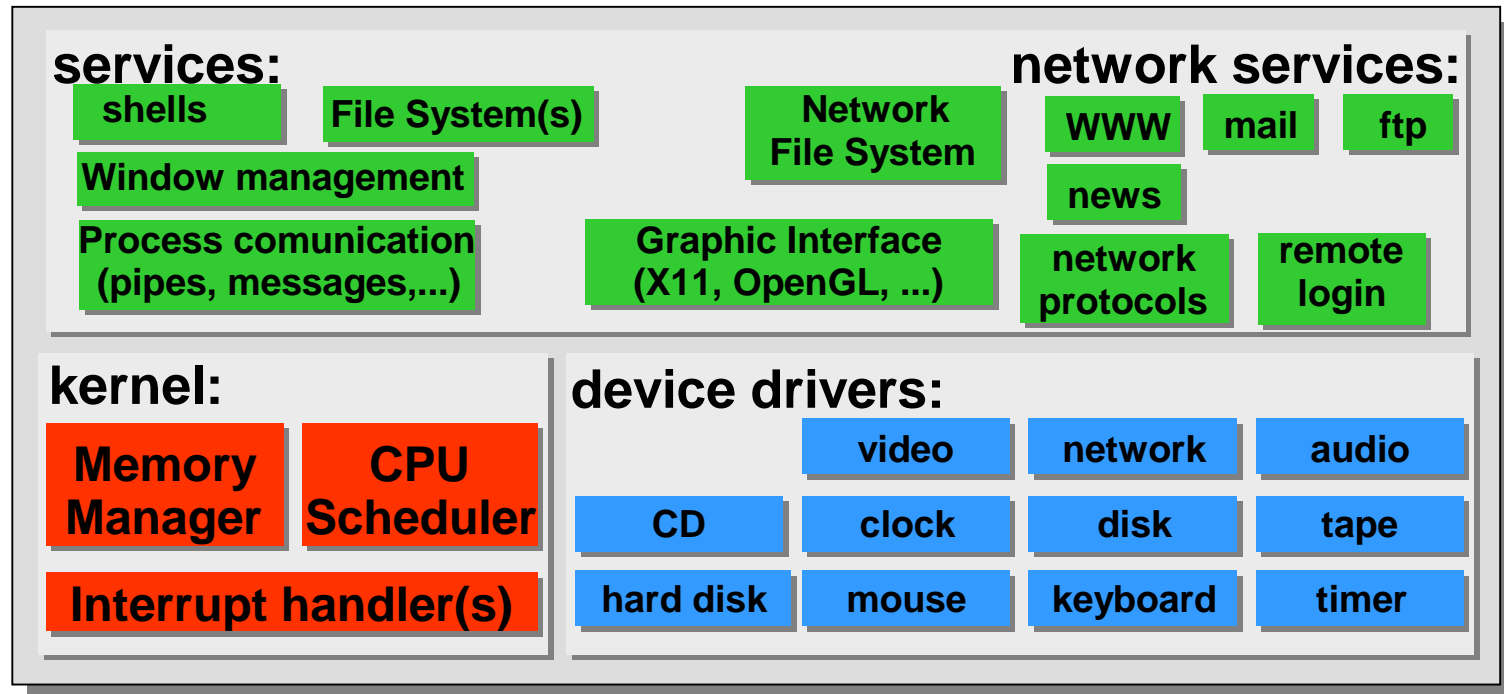 services:
shells
File System(s)
Window management
Process comunication
(pipes, messages,...)
Network
File System
Graphic Interface
(X11, OpenGL, ...)
network services:
WWW
mail
ftp
news
network
protocols
remote
login
kernel:
Memory
Manager
CPU
Scheduler
Interrupt handler(s)
device drivers:
video
network
audio
CD
clock
disk
tape
hard disk
mouse
keyboard
timer